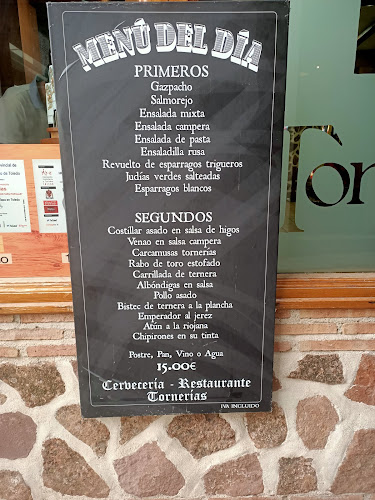 MENÚ DEL DÍA
PRIMEROS
Gazpacho
Salmorejo
Ensalada mixta
Ensalada campera
Ensalada de pasta
Ensaladilla rusa
Revuelto de esparragos trigueros
Judías verdes salteadas
Esparragos blancos
SEGUNDOS
Costillar asado en salsa de higos
Venao en salsa campera
Carcamusas tornerias
Rabo de toro estofado
Carrillada de ternera
Albóndigas en salsa
Pollo asado
Bistec de ternera a la plancha
Emperador al jerez
Atún a la riojana
Chipirones en su tinta
Postre, Pan, Vino o Agua
15.00€
Cervecería - Restaurante
Tornerías
IVA INCLUIDO
Tor